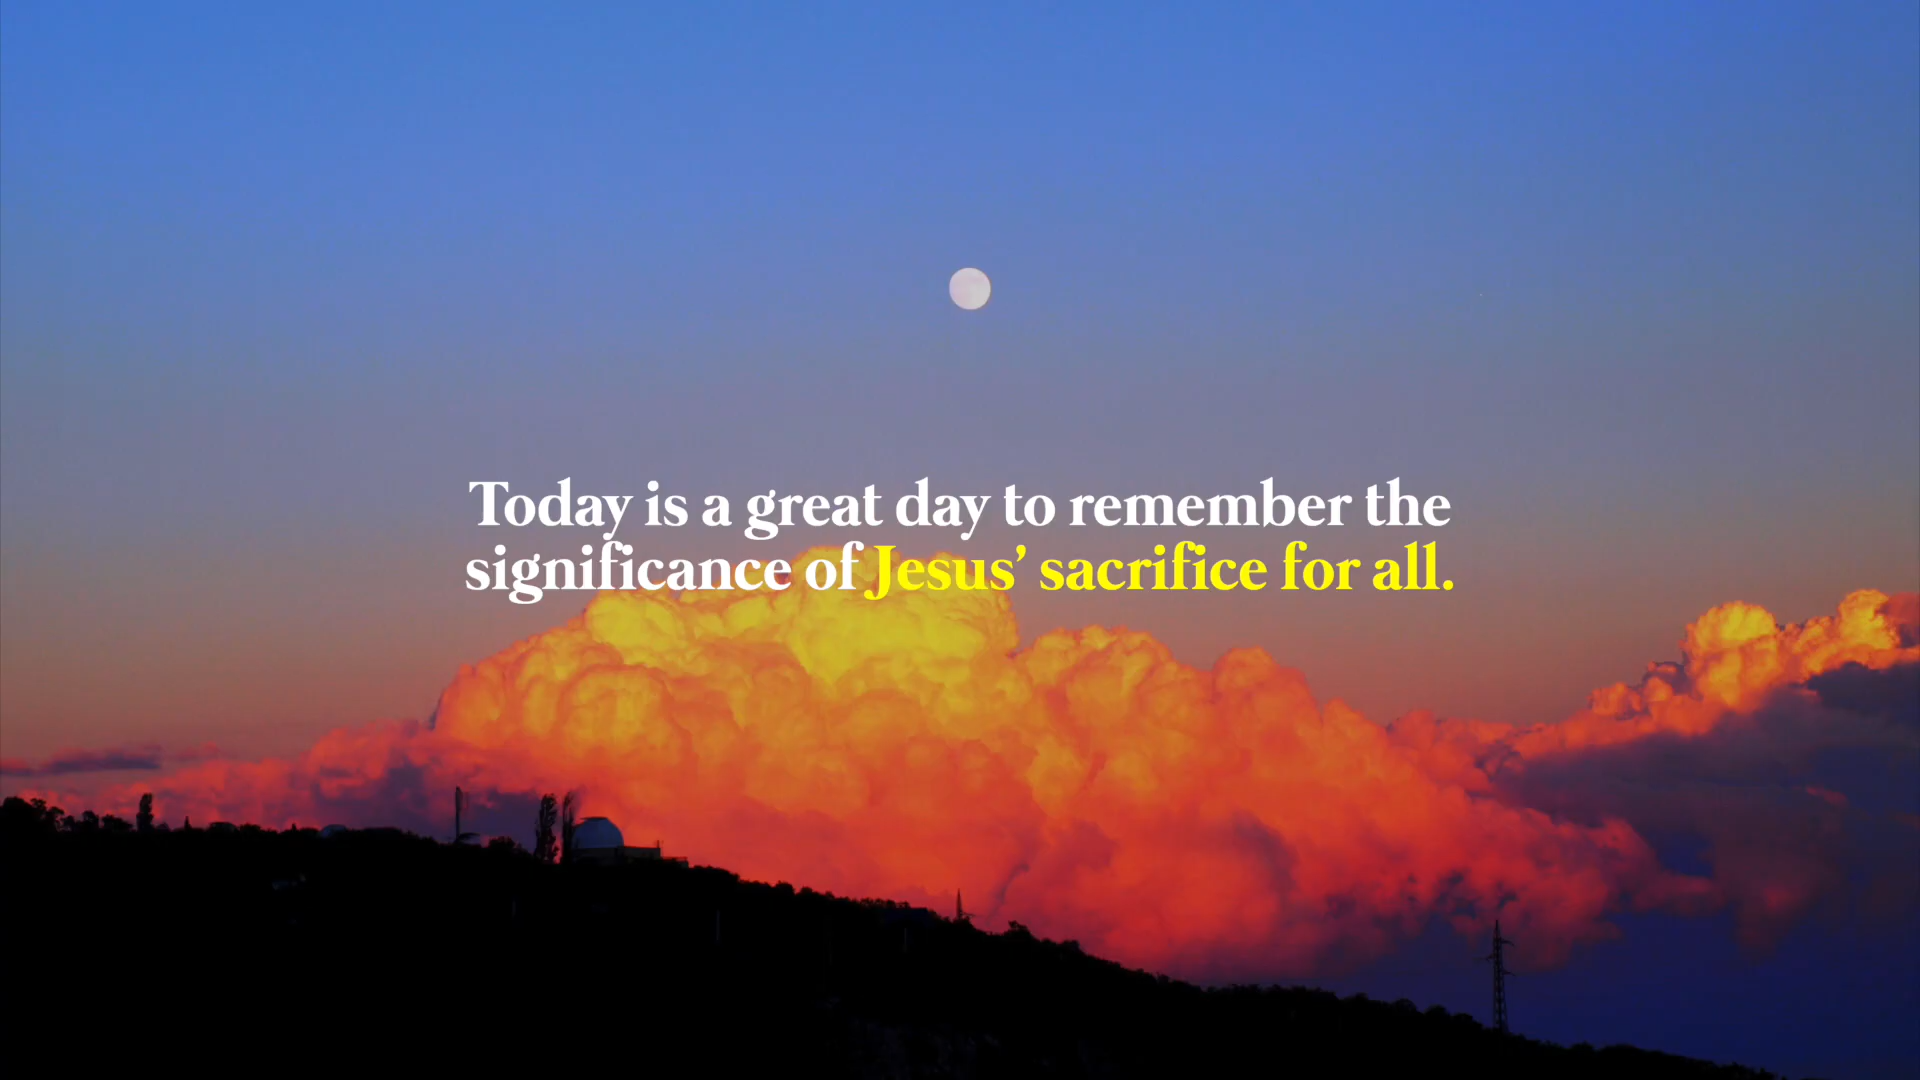 Today is a great day to remember the
significance of Jesus’ sacrifice for all.